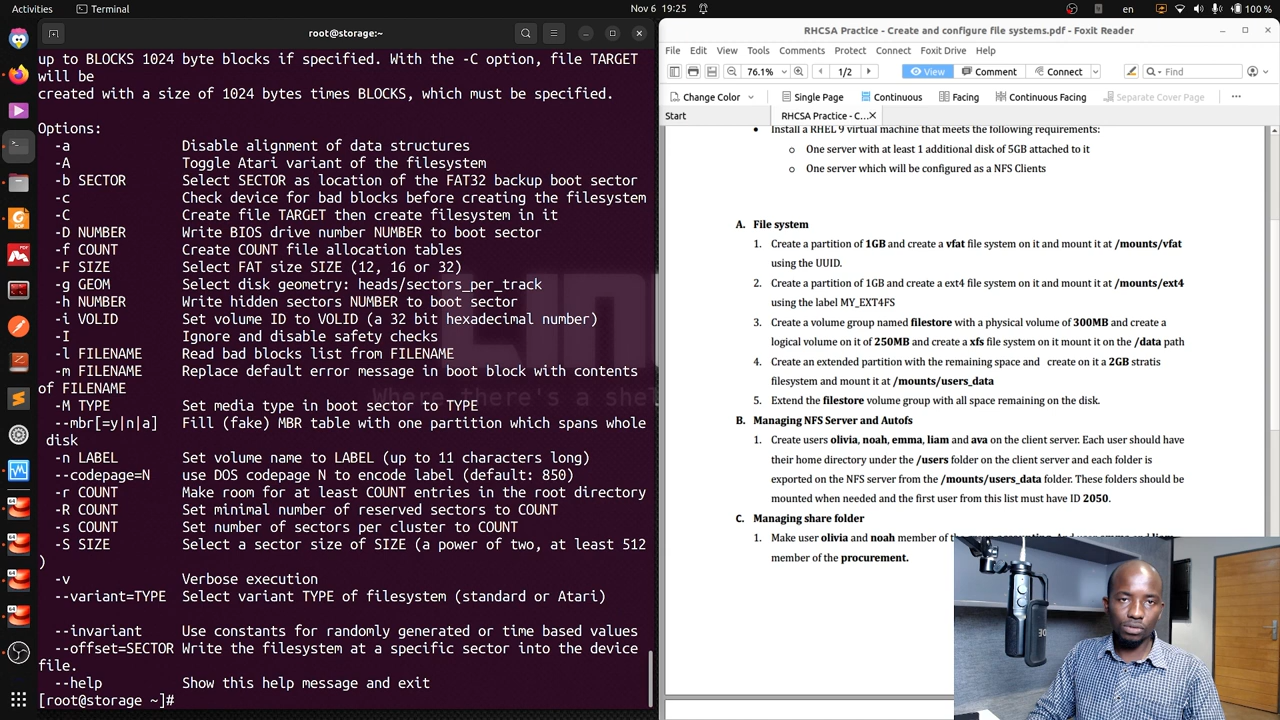 Activities
Terminal
Nov 6 19:25
100 %
root@storage:~
up to BLOCKS 1024 byte blocks if specified. With the -C option, file TARGET
will be
created with a size of 1024 bytes times BLOCKS, which must be specified.
Options:
-a Disable alignment of data structures
-A Toggle Atari variant of the filesystem
-b SECTOR Select SECTOR as location of the FAT32 backup boot sector
-c Check device for bad blocks before creating the filesystem
-C Create file TARGET then create filesystem in it
-D NUMBER Write BIOS drive number NUMBER to boot sector
-f COUNT Create COUNT file allocation tables
-F SIZE Select FAT size SIZE (12, 16 or 32)
-g GEOM Select disk geometry: heads/sectors_per_track
-h NUMBER Write hidden sectors NUMBER to boot sector
-i VOLID Set volume ID to VOLID (a 32 bit hexadecimal number)
-I Ignore and disable safety checks
-l FILENAME Read bad blocks list from FILENAME
-m FILENAME Replace default error message in boot block with contents
of FILENAME
-M TYPE Set media type in boot sector to TYPE
--mbr[=y|n|a] Fill (fake) MBR table with one partition which spans whole
disk
-n LABEL Set volume name to LABEL (up to 11 characters long)
--codepage=N use DOS codepage N to encode label (default: 850)
-r COUNT Make room for at least COUNT entries in the root directory
-R COUNT Set minimal number of reserved sectors to COUNT
-s COUNT Set number of sectors per cluster to COUNT
-S SIZE Select a sector size of SIZE (a power of two, at least 512
)
-v Verbose execution
--variant=TYPE Select variant TYPE of filesystem (standard or Atari)
--invariant Use constants for randomly generated or time based values
--offset=SECTOR Write the filesystem at a specific sector into the device
file.
--help Show this help message and exit
[root@storage ~]#
Where there's a shel
RHCSA Practice - Create and configure file systems.pdf - Foxit Reader
File Edit View Tools Comments Protect Connect Foxit Drive Help
76.1% 1/2 View Comment Connect Find
Change Color Single Page Continuous Facing Continuous Facing Separate Cover Page
Start RHCSA Practice - C...
• Install a RHEL 9 virtual machine that meets the following requirements:
o One server with at least 1 additional disk of 5GB attached to it
o One server which will be configured as a NFS Clients
A. File system
1. Create a partition of 1GB and create a vfat file system on it and mount it at /mounts/vfat
using the UUID.
2. Create a partition of 1GB and create a ext4 file system on it and mount it at /mounts/ext4
using the label MY_EXT4FS
3. Create a volume group named filestore with a physical volume of 300MB and create a
logical volume on it of 250MB and create a xfs file system on it mount it on the /data path
4. Create an extended partition with the remaining space and create on it a 2GB stratis
filesystem and mount it at /mounts/users_data
5. Extend the filestore volume group with all space remaining on the disk.
B. Managing NFS Server and Autofs
1. Create users olivia, noah, emma, liam and ava on the client server. Each user should have
their home directory under the /users folder on the client server and each folder is
exported on the NFS server from the /mounts/users_data folder. These folders should be
mounted when needed and the first user from this list must have ID 2050.
C. Managing share folder
1. Make user olivia and noah member of the
member of the procurement.